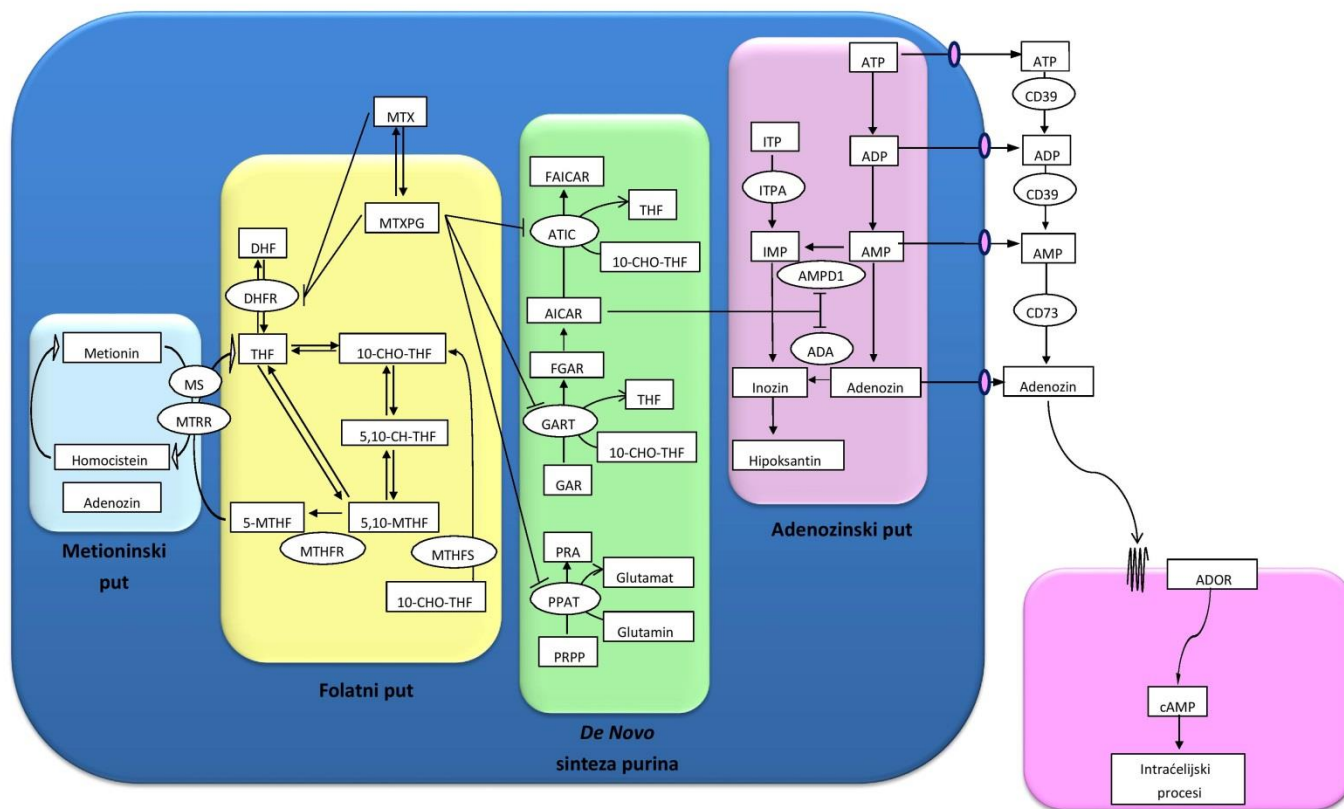 MTX
MTXPG
DHF
DHFR
THF
10-CHO-THF
5,10-CH-THF
5,10-MTHF
5-MTHF
MTHFR
MTHFS
10-CHO-THF
Folatni put
Metionin
MS
MTRR
Homocistein
Adenozin
Metioninski
put
FAICAR
THF
ATIC
10-CHO-THF
AICAR
FGAR
THF
GART
10-CHO-THF
GAR
PRA
Glutamat
PPAT
Glutamin
PRPP
De Novo
sinteza purina
ATP
ITP
ADP
ITPA
IMP
AMP
AMPD1
ADA
Inozin
Adenozin
Hipoksantin
Adenozinski put
ATP
CD39
ADP
CD39
AMP
CD73
Adenozin
ADOR
cAMP
Intraćelijski
procesi